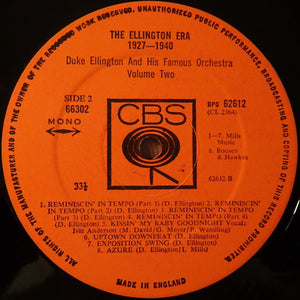 THE ELLINGTON ERA
1927—1940
Duke Ellington And His Famous Orchestra
Volume Two
SIDE 2
66302
MONO
CBS
BPG 62612
(CL 2364)
1—7. Mills
Music
8. Boosey
& Hawkes
33⅓
62612 B
1. REMINISCIN' IN TEMPO (Part 1) (D. Ellington) 2. REMINISCIN'
IN TEMPO (Part 2) (D. Ellington) 3. REMINISCIN' IN TEMPO
(Part 3) (D. Ellington) 4. REMINISCIN' IN TEMPO (Part 4) (D.
Ellington) 5. KISSIN' MY BABY GOODNIGHT Vocal:
Ivie Anderson (M. David/G. Meyer/P. Wendling)
6. UPTOWN DOWNBEAT (D. Ellington)
7. EXPOSITION SWING (D. Ellington)
8. AZURE (D. Ellington/I. Mills)
ALL RIGHTS OF THE MANUFACTURER AND OF THE OWNER OF THE RECORDED WORK RESERVED. UNAUTHORIZED PUBLIC PERFORMANCE, BROADCASTING AND COPYING OF THIS RECORD PROHIBITED
MADE IN ENGLAND